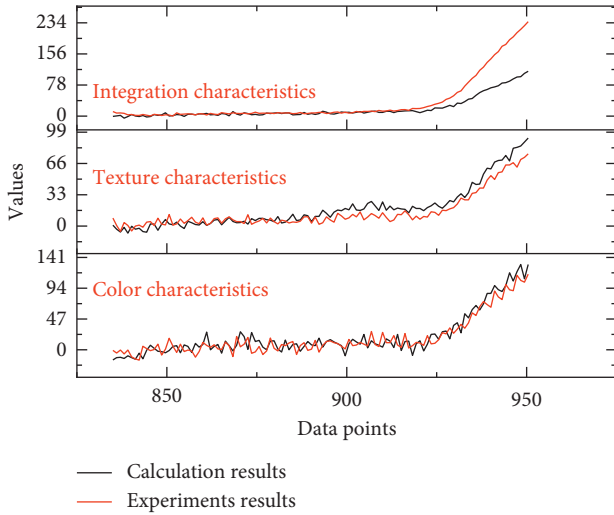 234
156
78
0
Integration characteristics
99
66
33
0
Texture characteristics
141
94
47
0
Color characteristics
Values
850
900
950
Data points
Calculation results
Experiments results